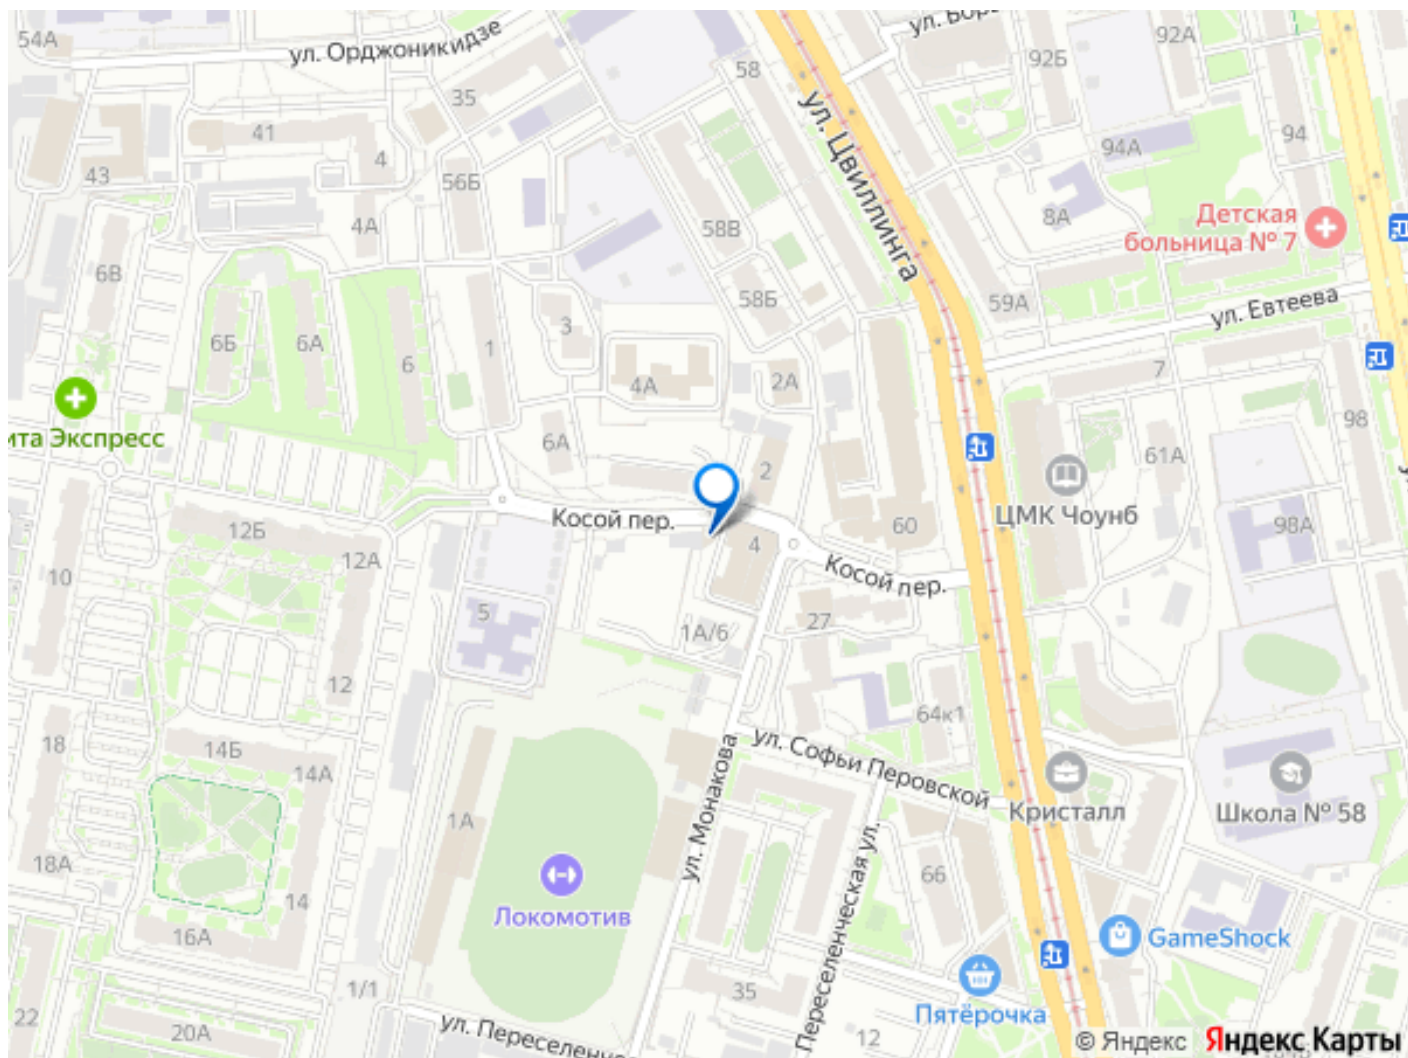 54А
ул. Орджоникидзе
35
58
ул. Бор
92А
92Б
41
4
43
56Б
94А
94
ул. Цвиллинга
4А
58В
8А
Детская
больница № 7
6В
58Б
59А
ул. Евтеева
3
6Б
6А
6
1
4А
2А
7
ита Экспресс
6А
2
61А
98
ЦМК Чоунб
Косой пер.
12Б
12А
4
60
98А
10
Косой пер.
5
1А/6
27
12
64к1
18
14Б
14А
ул. Софьи Перовской
ул. Монакова
Кристалл
Школа № 58
1А
18А
Переселенческая ул.
66
14
Локомотив
16А
GameShock
1/1
35
Пятёрочка
22
20А
ул. Переселенче
12
© Яндекс Яндекс Карты